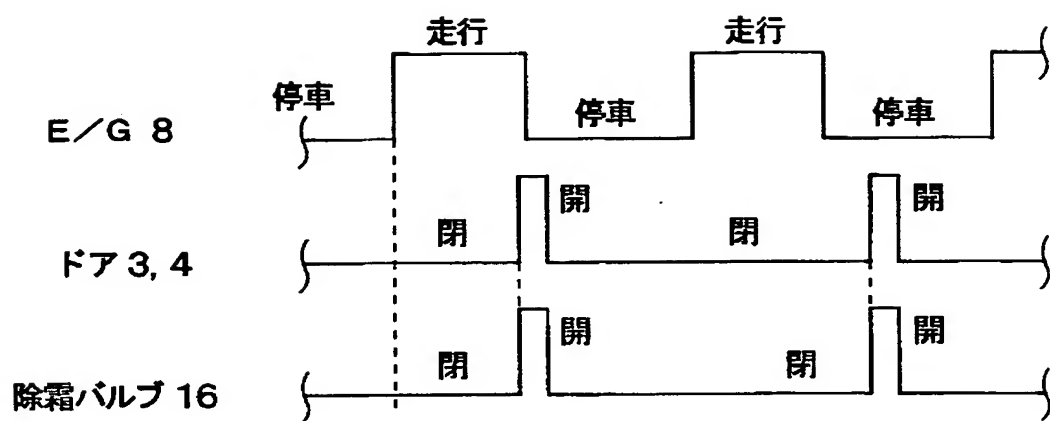 走行 走行
停車 停車 停車
E/G 8
開 開
閉 閉
ドア 3, 4
開 開
閉 閉
除霜バルブ 16